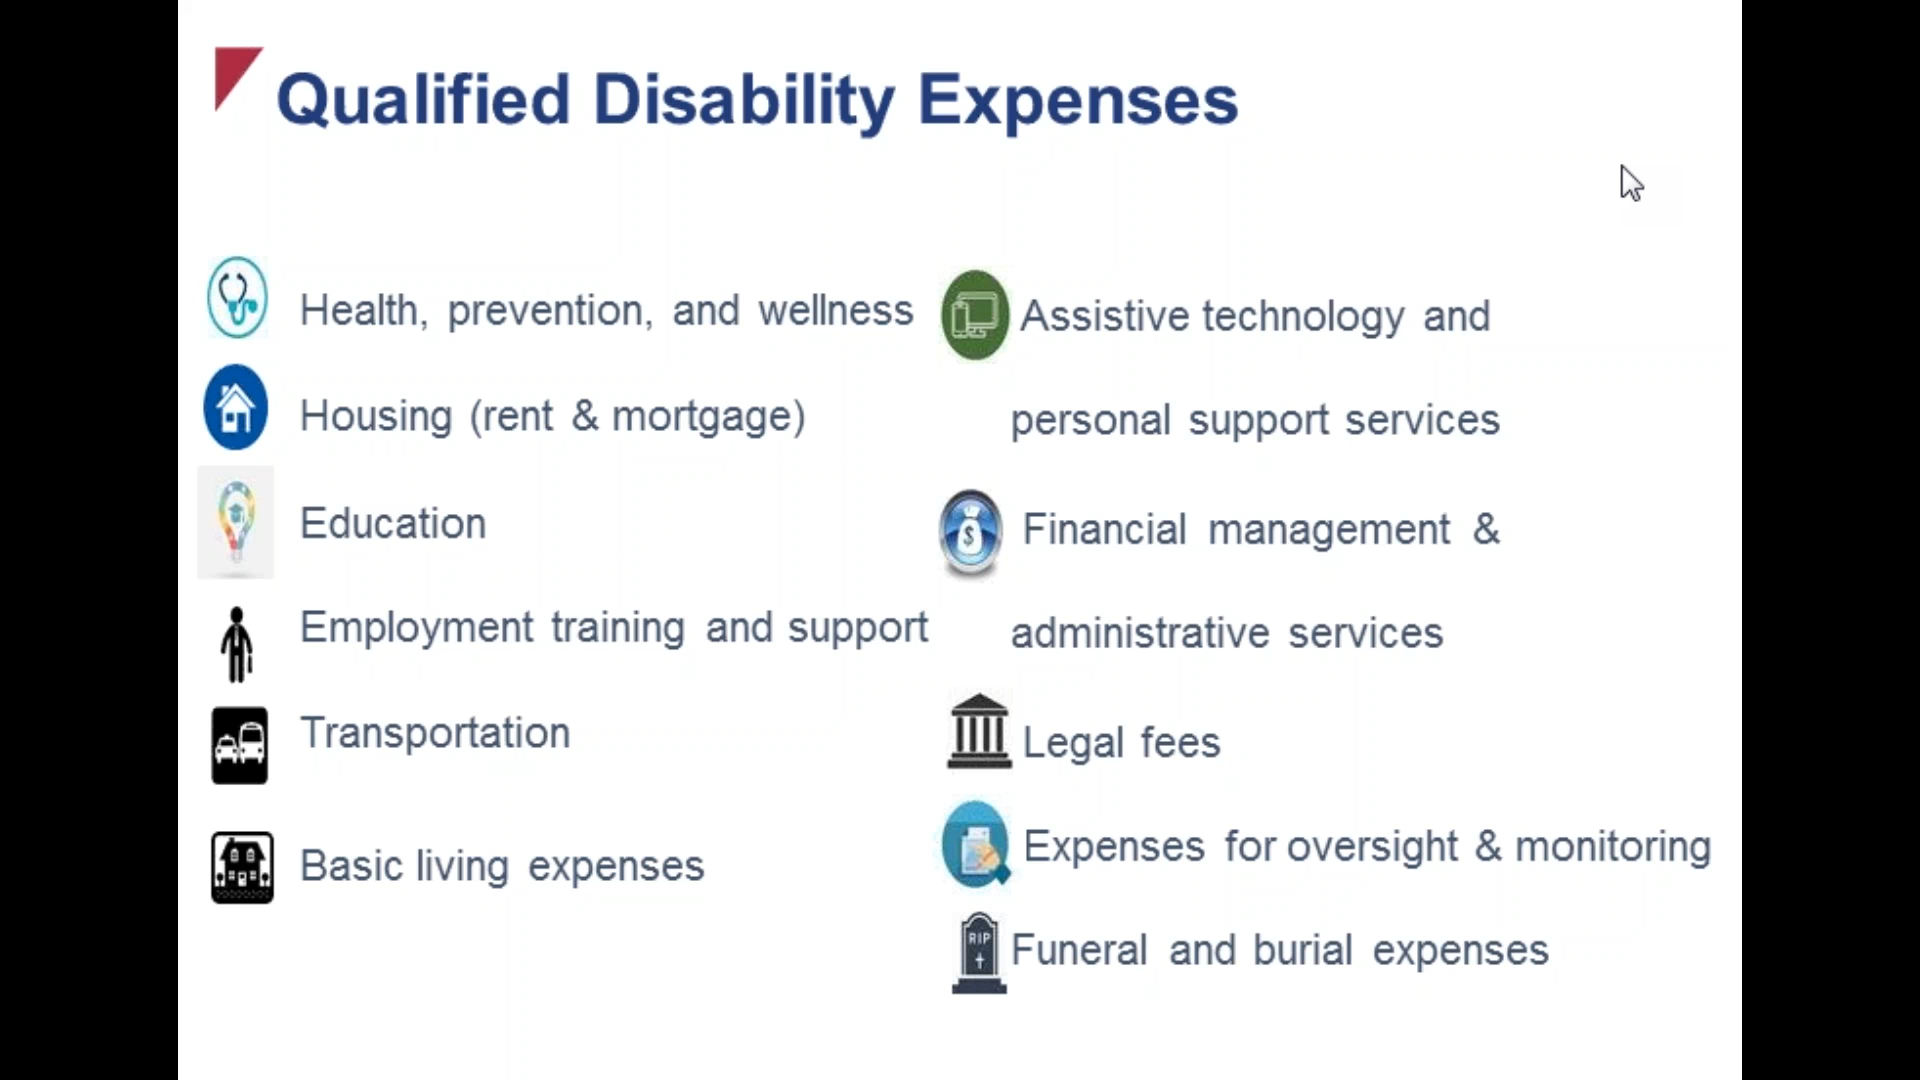 Qualified Disability Expenses
Health, prevention, and wellness
Housing (rent & mortgage)
Education
Employment training and support
Transportation
Basic living expenses
Assistive technology and
personal support services
$
Financial management &
administrative services
Legal fees
Expenses for oversight & monitoring
RIP
Funeral and burial expenses